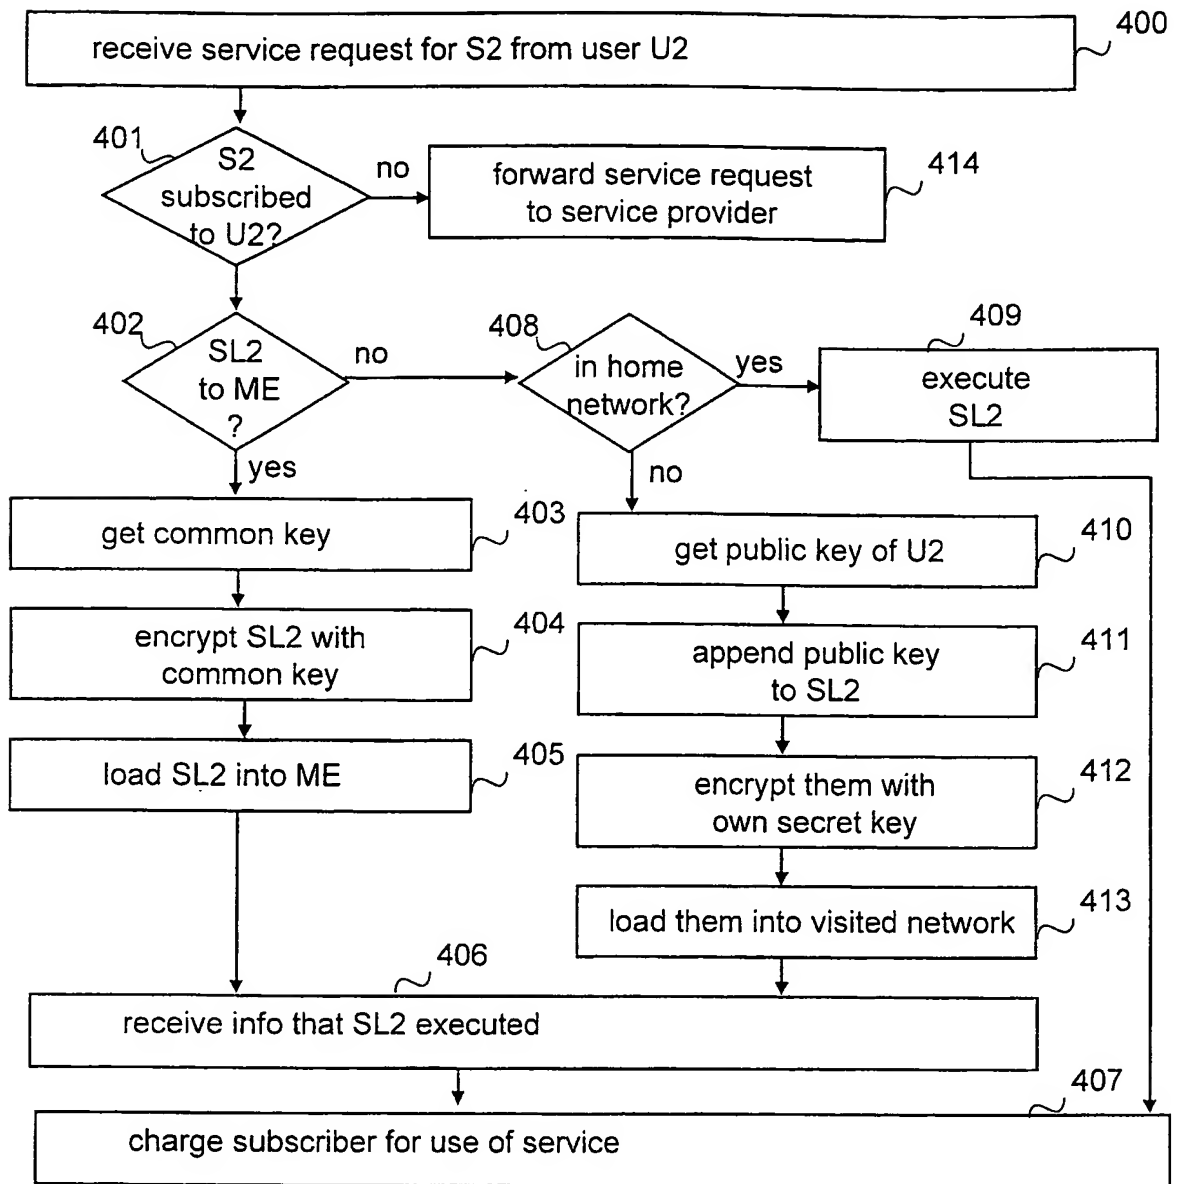 receive service request for S2 from user U2
400
401
S2
subscribed
to U2?
no
forward service request
to service provider
414
402
SL2
to ME
?
no
408
in home
network?
yes
409
execute
SL2
yes
no
get common key
403
get public key of U2
410
encrypt SL2 with
common key
404
append public key
to SL2
411
load SL2 into ME
405
encrypt them with
own secret key
412
load them into visited network
413
406
receive info that SL2 executed
407
charge subscriber for use of service